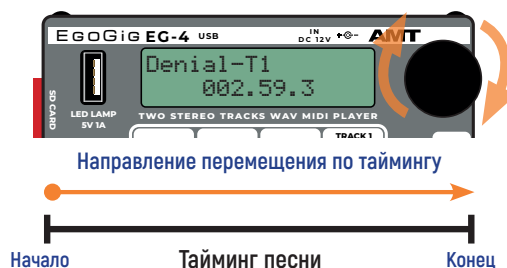 EGOGIG EG-4 USB
IN
DC 12V
AMT
Denial-T1
002.59.3
SD CARD
LED LAMP
5V 1A
TWO STEREO TRACKS WAV MIDI PLAYER
TRACK 1
Направление перемещения по таймингу
Начало
Тайминг песни
Конец